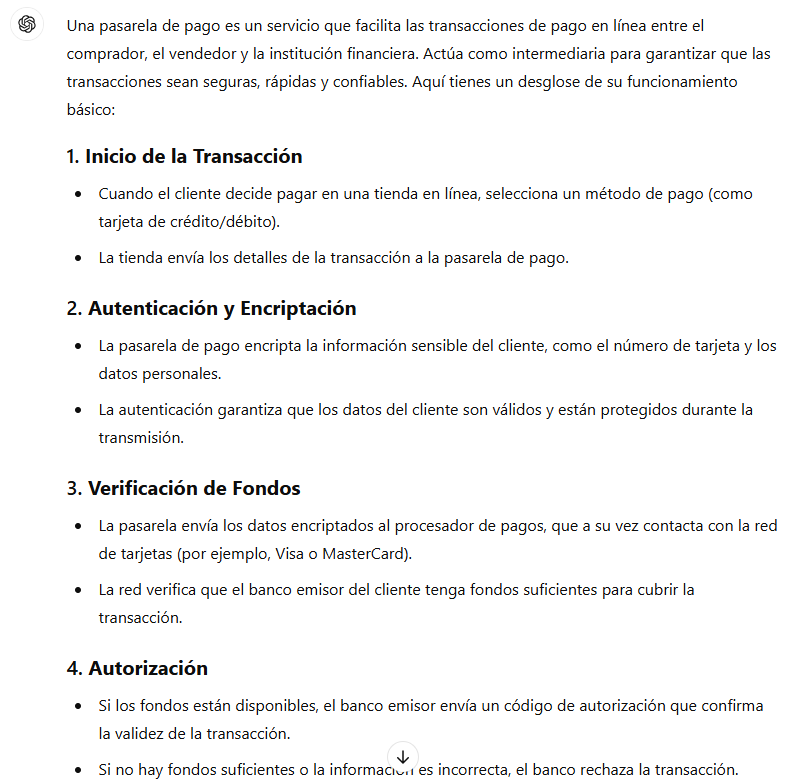 Una pasarela de pago es un servicio que facilita las transacciones de pago en línea entre el
comprador, el vendedor y la institución financiera. Actúa como intermediaria para garantizar que las
transacciones sean seguras, rápidas y confiables. Aquí tienes un desglose de su funcionamiento
básico:
1. Inicio de la Transacción
• Cuando el cliente decide pagar en una tienda en línea, selecciona un método de pago (como
tarjeta de crédito/débito).
• La tienda envía los detalles de la transacción a la pasarela de pago.
2. Autenticación y Encriptación
• La pasarela de pago encripta la información sensible del cliente, como el número de tarjeta y los
datos personales.
• La autenticación garantiza que los datos del cliente son válidos y están protegidos durante la
transmisión.
3. Verificación de Fondos
• La pasarela envía los datos encriptados al procesador de pagos, que a su vez contacta con la red
de tarjetas (por ejemplo, Visa o MasterCard).
• La red verifica que el banco emisor del cliente tenga fondos suficientes para cubrir la
transacción.
4. Autorización
• Si los fondos están disponibles, el banco emisor envía un código de autorización que confirma
la validez de la transacción.
• Si no hay fondos suficientes o la información es incorrecta, el banco rechaza la transacción.